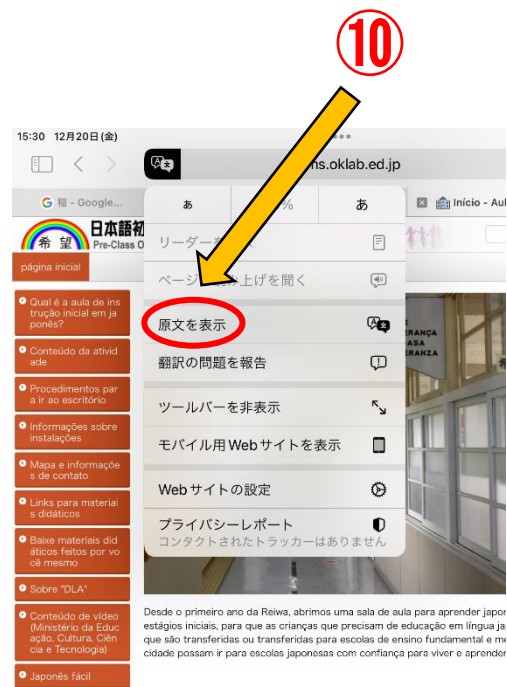 ⑩
15:30 12月20日(金)
ns.oklab.ed.jp
G 稲 - Google...
Início - Aul
希望
日本語初
Pre-Class O
página inicial
ぁ
%
あ
リーダーを
ページ
み上げを聞く
原文を表示
翻訳の問題を報告
ツールバーを非表示
モバイル用Webサイトを表示
Webサイトの設定
プライバシーレポート
コンタクトされたトラッカーはありません
Qual é a aula de ins
trução inicial em ja
ponês?
Conteúdo da ativid
ade
Procedimentos par
a ir ao escritório
Informações sobre
instalações
Mapa e informaçõe
s de contato
Links para materiai
s didáticos
Baixe materiais did
áticos feitos por vo
cê mesmo
Sobre "DLA"
Conteúdo de vídeo
(Ministério da Educ
ação, Cultura, Ciên
cia e Tecnologia)
Japonês fácil
ERANÇA
ASA
ERANZA
Desde o primeiro ano da Reiwa, abrimos uma sala de aula para aprender japon
estágios iniciais, para que as crianças que precisam de educação em língua jap
que são transferidas ou transferidas para escolas de ensino fundamental e me
cidade possam ir para escolas japonesas com confiança para viver e aprender